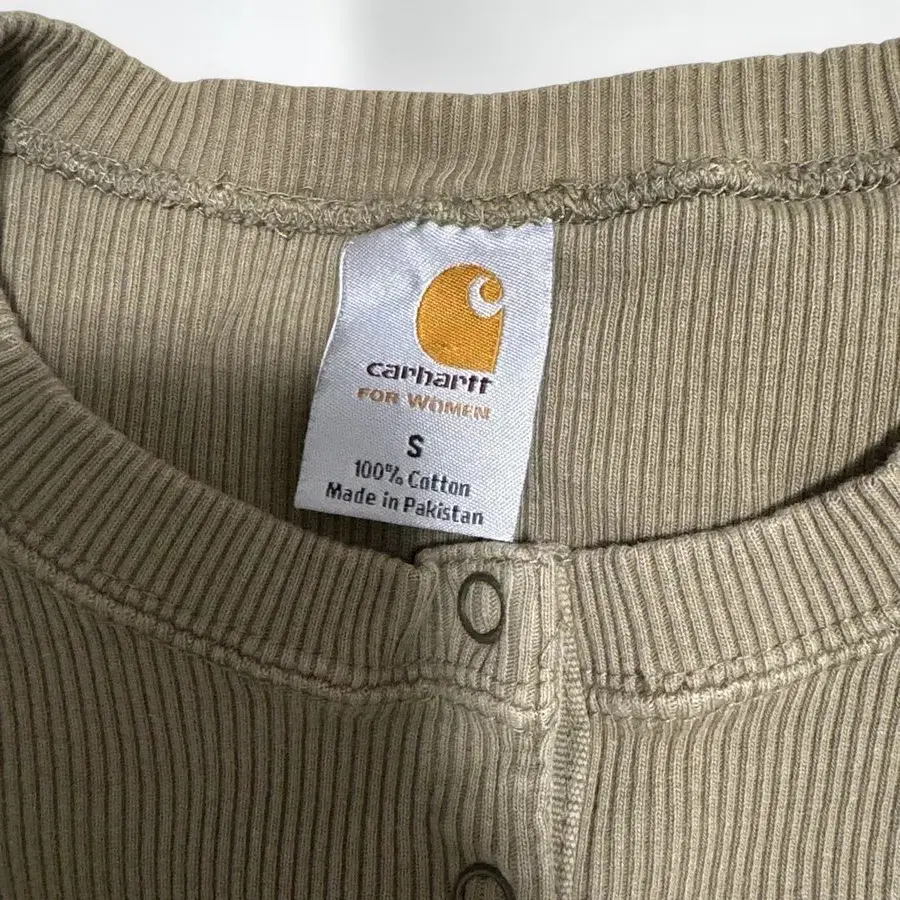 carhartt
FOR WOMEN
S
100% Cotton
Made in Pakistan